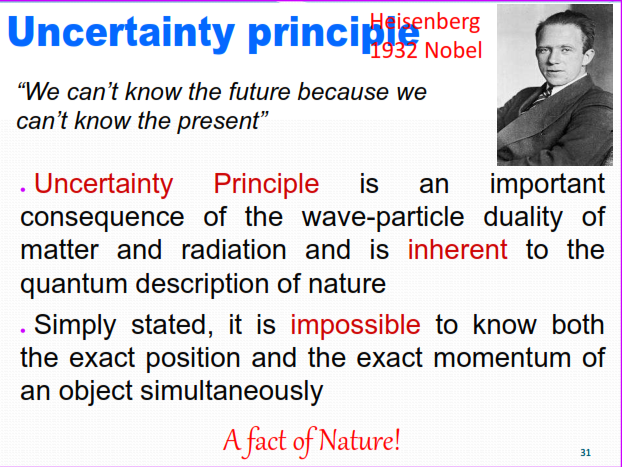 Uncertainty principle
Heisenberg
1932 Nobel
“We can’t know the future because we
can’t know the present”
. Uncertainty Principle is an important
consequence of the wave-particle duality of
matter and radiation and is inherent to the
quantum description of nature
. Simply stated, it is impossible to know both
the exact position and the exact momentum of
an object simultaneously
A fact of Nature!
31